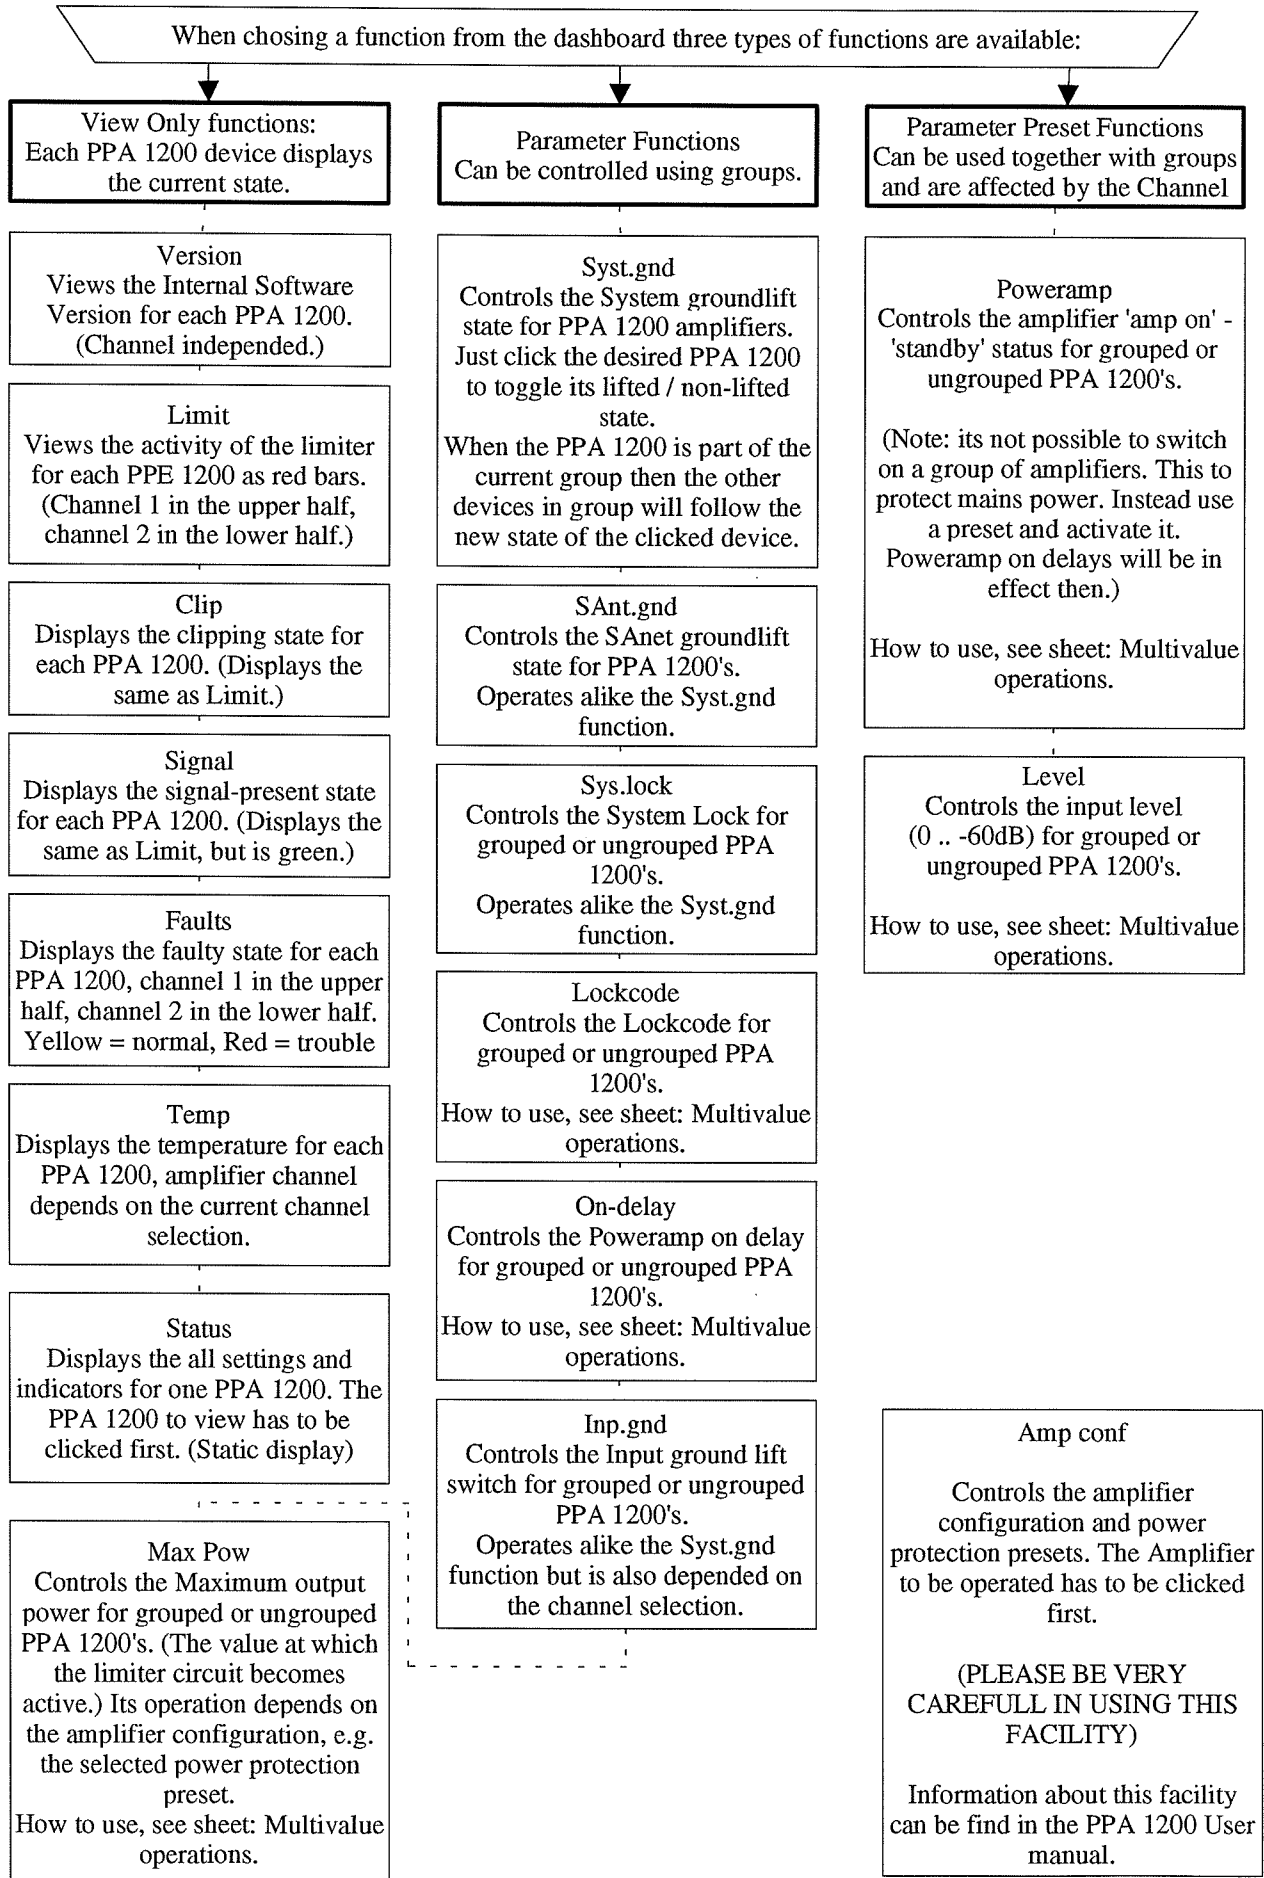 When chosing a function from the dashboard three types of functions are available:
View Only functions:
Each PPA 1200 device displays
the current state.
Version
Views the Internal Software
Version for each PPA 1200.
(Channel independed.)
Limit
Views the activity of the limiter
for each PPE 1200 as red bars.
(Channel 1 in the upper half,
channel 2 in the lower half.)
Clip
Displays the clipping state for
each PPA 1200. (Displays the
same as Limit.)
Signal
Displays the signal-present state
for each PPA 1200. (Displays the
same as Limit, but is green.)
Faults
Displays the faulty state for each
PPA 1200, channel 1 in the upper
half, channel 2 in the lower half.
Yellow = normal, Red = trouble
Temp
Displays the temperature for each
PPA 1200, amplifier channel
depends on the current channel
selection.
Status
Displays the all settings and
indicators for one PPA 1200. The
PPA 1200 to view has to be
clicked first. (Static display)
Parameter Functions
Can be controlled using groups.
Syst.gnd
Controls the System groundlift
state for PPA 1200 amplifiers.
Just click the desired PPA 1200
to toggle its lifted / non-lifted
state.
When the PPA 1200 is part of the
current group then the other
devices in group will follow the
new state of the clicked device.
SAnt.gnd
Controls the SAnet groundlift
state for PPA 1200's.
Operates alike the Syst.gnd
function.
Sys.lock
Controls the System Lock for
grouped or ungrouped PPA
1200's.
Operates alike the Syst.gnd
function.
Lockcode
Controls the Lockcode for
grouped or ungrouped PPA
1200's.
How to use, see sheet: Multivalue
operations.
On-delay
Controls the Poweramp on delay
for grouped or ungrouped PPA
1200's.
How to use, see sheet: Multivalue
operations.
Inp.gnd
Controls the Input ground lift
switch for grouped or ungrouped
PPA 1200's.
Operates alike the Syst.gnd
function but is also depended on
the channel selection.
Max Pow
Controls the Maximum output
power for grouped or ungrouped
PPA 1200's. (The value at which
the limiter circuit becomes
active.) Its operation depends on
the amplifier configuration, e.g.
the selected power protection
preset.
How to use, see sheet: Multivalue
operations.
Parameter Preset Functions
Can be used together with groups
and are affected by the Channel
Poweramp
Controls the amplifier 'amp on' -
'standby' status for grouped or
ungrouped PPA 1200's.
(Note: its not possible to switch
on a group of amplifiers. This to
protect mains power. Instead use
a preset and activate it.
Poweramp on delays will be in
effect then.)
How to use, see sheet: Multivalue
operations.
Level
Controls the input level
(0 .. -60dB) for grouped or
ungrouped PPA 1200's.
How to use, see sheet: Multivalue
operations.
Amp conf
Controls the amplifier
configuration and power
protection presets. The Amplifier
to be operated has to be clicked
first.
(PLEASE BE VERY
CAREFULL IN USING THIS
FACILITY)
Information about this facility
can be find in the PPA 1200 User
manual.